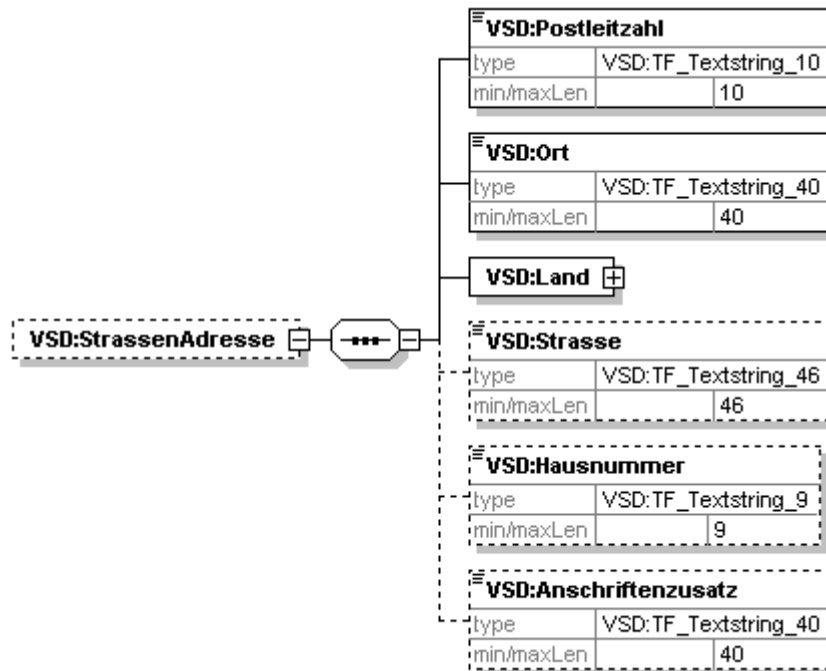 VSD:Postleitzahl
type VSD:TF_Textstring_10
min/maxLen 10
VSD:Ort
type VSD:TF_Textstring_40
min/maxLen 40
VSD:Land
VSD:StrassenAdresse
VSD:Strasse
type VSD:TF_Textstring_46
min/maxLen 46
VSD:Hausnummer
type VSD:TF_Textstring_9
min/maxLen 9
VSD:Anschriftenzusatz
type VSD:TF_Textstring_40
min/maxLen 40